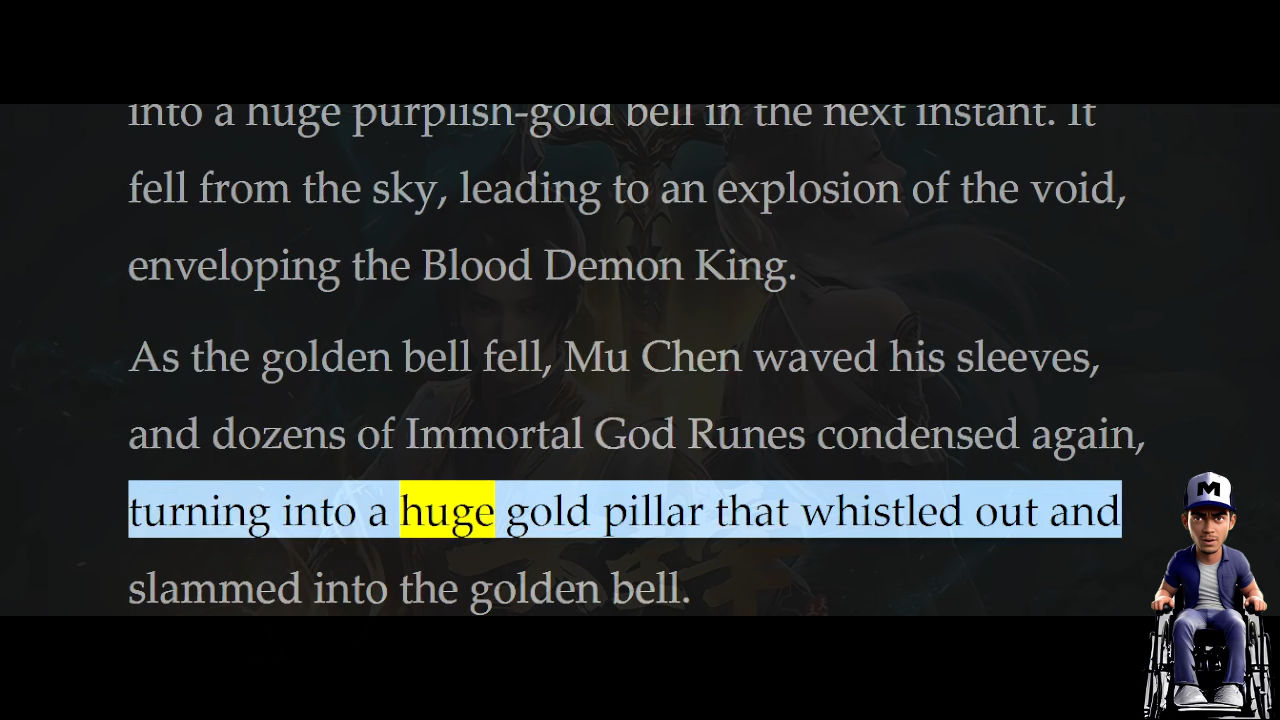 into a huge purplish-gold bell in the next instant. It
fell from the sky, leading to an explosion of the void,
enveloping the Blood Demon King.
As the golden bell fell, Mu Chen waved his sleeves,
and dozens of Immortal God Runes condensed again,
turning into a huge gold pillar that whistled out and
slammed into the golden bell.
M